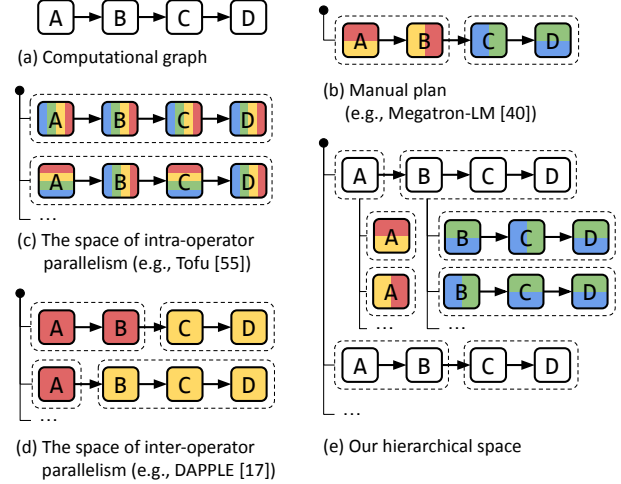 A B C D
(a) Computational graph
A B C D
(b) Manual plan
(e.g., Megatron-LM [40])
A B C D
A B C D
...
(c) The space of intra-operator
parallelism (e.g., Tofu [55])
A B C D
A B C D
...
(d) The space of inter-operator
parallelism (e.g., DAPPLE [17])
A B C D
A B C D
A B C D
... ...
A B C D
...
(e) Our hierarchical space